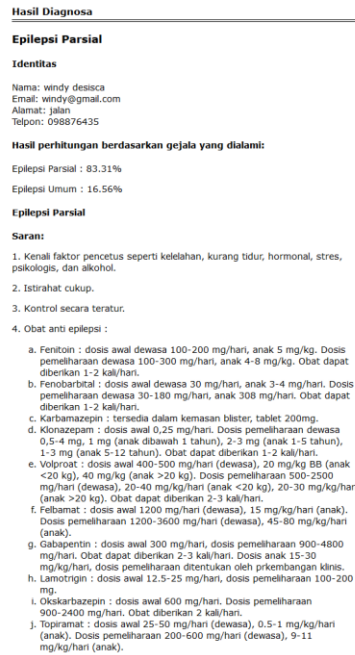 Hasil Diagnosa
Epilepsi Parsial
Identitas
Nama: windy desisca
Email: windy@gmail.com
Alamat: jalan
Telpon: 098876435
Hasil perhitungan berdasarkan gejala yang dialami:
Epilepsi Parsial : 83.31%
Epilepsi Umum : 16.56%
Epilepsi Parsial
Saran:
1. Kenali faktor pencetus seperti kelelahan, kurang tidur, hormonal, stres,
psikologis, dan alkohol.
2. Istirahat cukup.
3. Kontrol secara teratur.
4. Obat anti epilepsi :
a. Fenitoin : dosis awal dewasa 100-200 mg/hari, anak 5 mg/kg. Dosis
pemeliharaan dewasa 100-300 mg/hari, anak 4-8 mg/kg. Obat dapat
diberikan 1-2 kali/hari.
b. Fenobarbital : dosis awal dewasa 30 mg/hari, anak 3-4 mg/hari. Dosis
pemeliharaan dewasa 30-180 mg/hari, anak 308 mg/hari. Obat dapat
diberikan 1-2 kali/hari.
c. Karbamazepin : tersedia dalam kemasan blister, tablet 200mg.
d. Klonazepam : dosis awal 0,25 mg/hari. Dosis pemeliharaan dewasa
0,5-4 mg, 1 mg (anak dibawah 1 tahun), 2-3 mg (anak 1-5 tahun),
1-3 mg (anak 5-12 tahun). Obat dapat diberikan 1-2 kali/hari.
e. Volproat : dosis awal 400-500 mg/hari (dewasa), 20 mg/kg BB (anak
<20 kg), 40 mg/kg (anak >20 kg). Dosis pemeliharaan 500-2500
mg/hari (dewasa), 20-40 mg/kg/hari (anak <20 kg), 20-30 mg/kg/har
(anak >20 kg). Obat dapat diberikan 2-3 kali/hari.
f. Felbamat : dosis awal 1200 mg/hari (dewasa), 15 mg/kg/hari (anak).
Dosis pemeliharaan 1200-3600 mg/hari (dewasa), 45-80 mg/kg/hari
(anak).
g. Gabapentin : dosis awal 300 mg/hari, dosis pemeliharaan 900-4800
mg/hari. Obat dapat diberikan 2-3 kali/hari. Dosis anak 15-30
mg/kg/hari, dosis pemeliharaan ditentukan oleh prkembangan klinis.
h. Lamotrigin : dosis awal 12.5-25 mg/hari, dosis pemeliharaan 100-200
mg.
i. Okskarbazepin : dosis awal 600 mg/hari. Dosis pemeliharaan
900-2400 mg/hari. Obat diberikan 2 kali/hari.
j. Topiramat : dosis awal 25-50 mg/hari (dewasa), 0.5-1 mg/kg/hari
(anak). Dosis pemeliharaan 200-600 mg/hari (dewasa), 9-11
mg/kg/hari (anak).